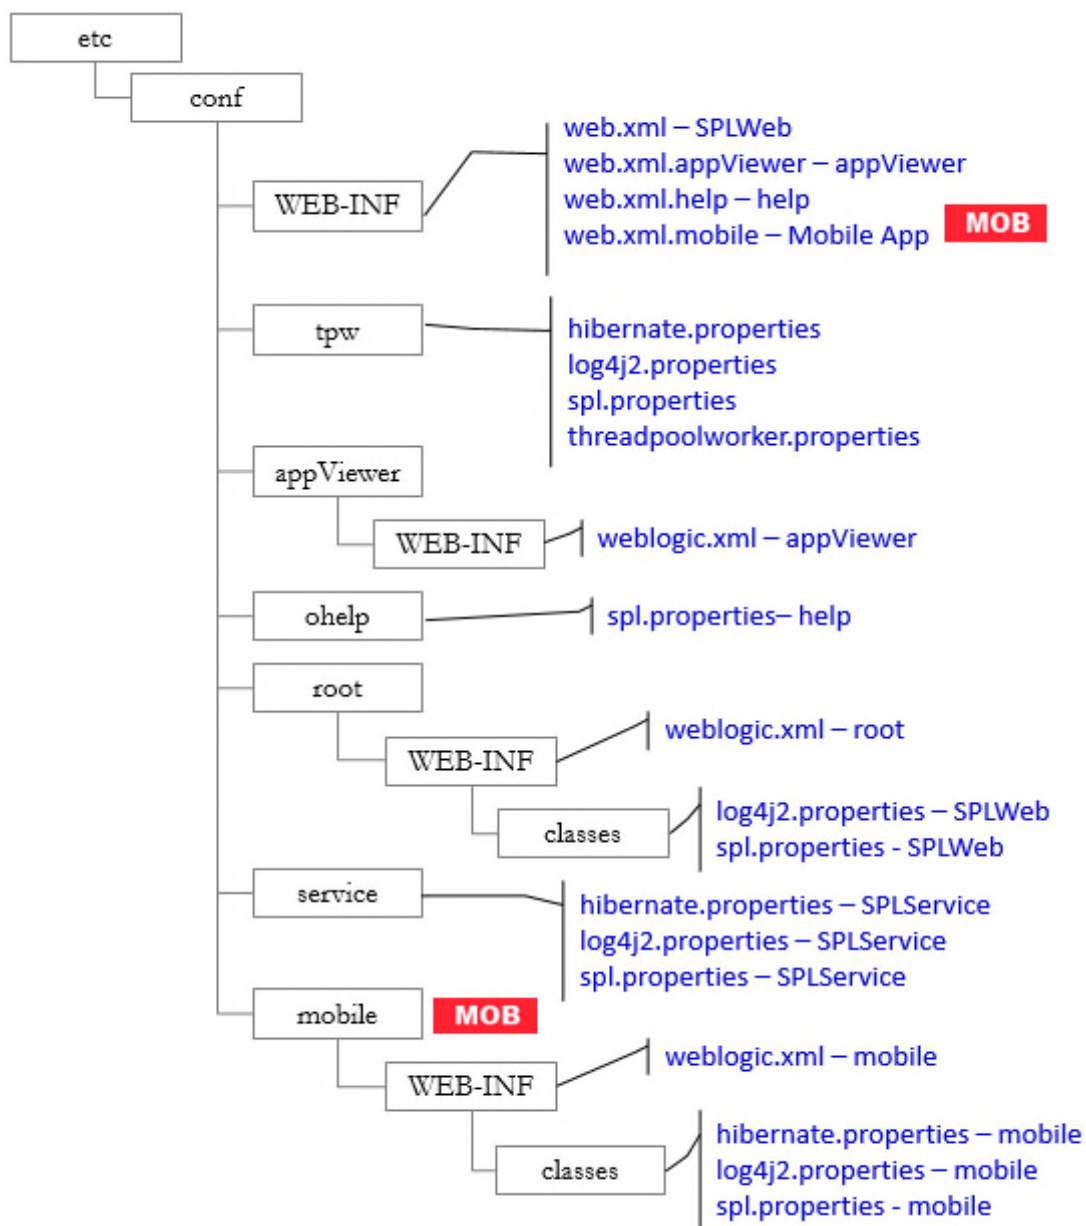 etc
conf
WEB-INF
web.xml – SPLWeb
web.xml.appViewer – appViewer
web.xml.help – help
web.xml.mobile – Mobile App MOB
tpw
hibernate.properties
log4j2.properties
spl.properties
threadpoolworker.properties
appViewer
WEB-INF
weblogic.xml – appViewer
ohelp
spl.properties– help
root
WEB-INF
weblogic.xml – root
classes
log4j2.properties – SPLWeb
spl.properties - SPLWeb
service
hibernate.properties – SPLService
log4j2.properties – SPLService
spl.properties – SPLService
mobile MOB
WEB-INF
weblogic.xml – mobile
classes
hibernate.properties – mobile
log4j2.properties – mobile
spl.properties - mobile